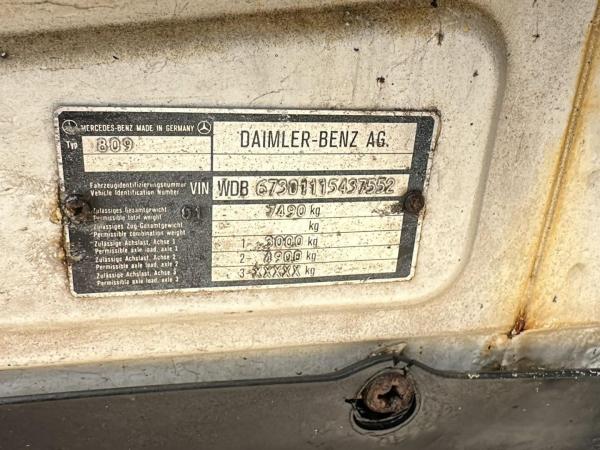 MERCEDES-BENZ MADE IN GERMANY
Typ 809
DAIMLER-BENZ AG.
Fahrzeugidentifizierungsnummer
Vehicle Identification Number
VIN WDB 67301115437552
Zulässiges Gesamtgewicht
Permissible total weight
G1 7490 kg
Zulässiges Zug-Gesamtgewicht
Permissible combination weight
kg
Zulässige Achslast, Achse 1
Permissible axle load, axle 1
1- 3000 kg
Zulässige Achslast, Achse 2
Permissible axle load, axle 2
2- 4900 kg
Zulässige Achslast, Achse 3
Permissible axle load, axle 3
3- XXXXX kg